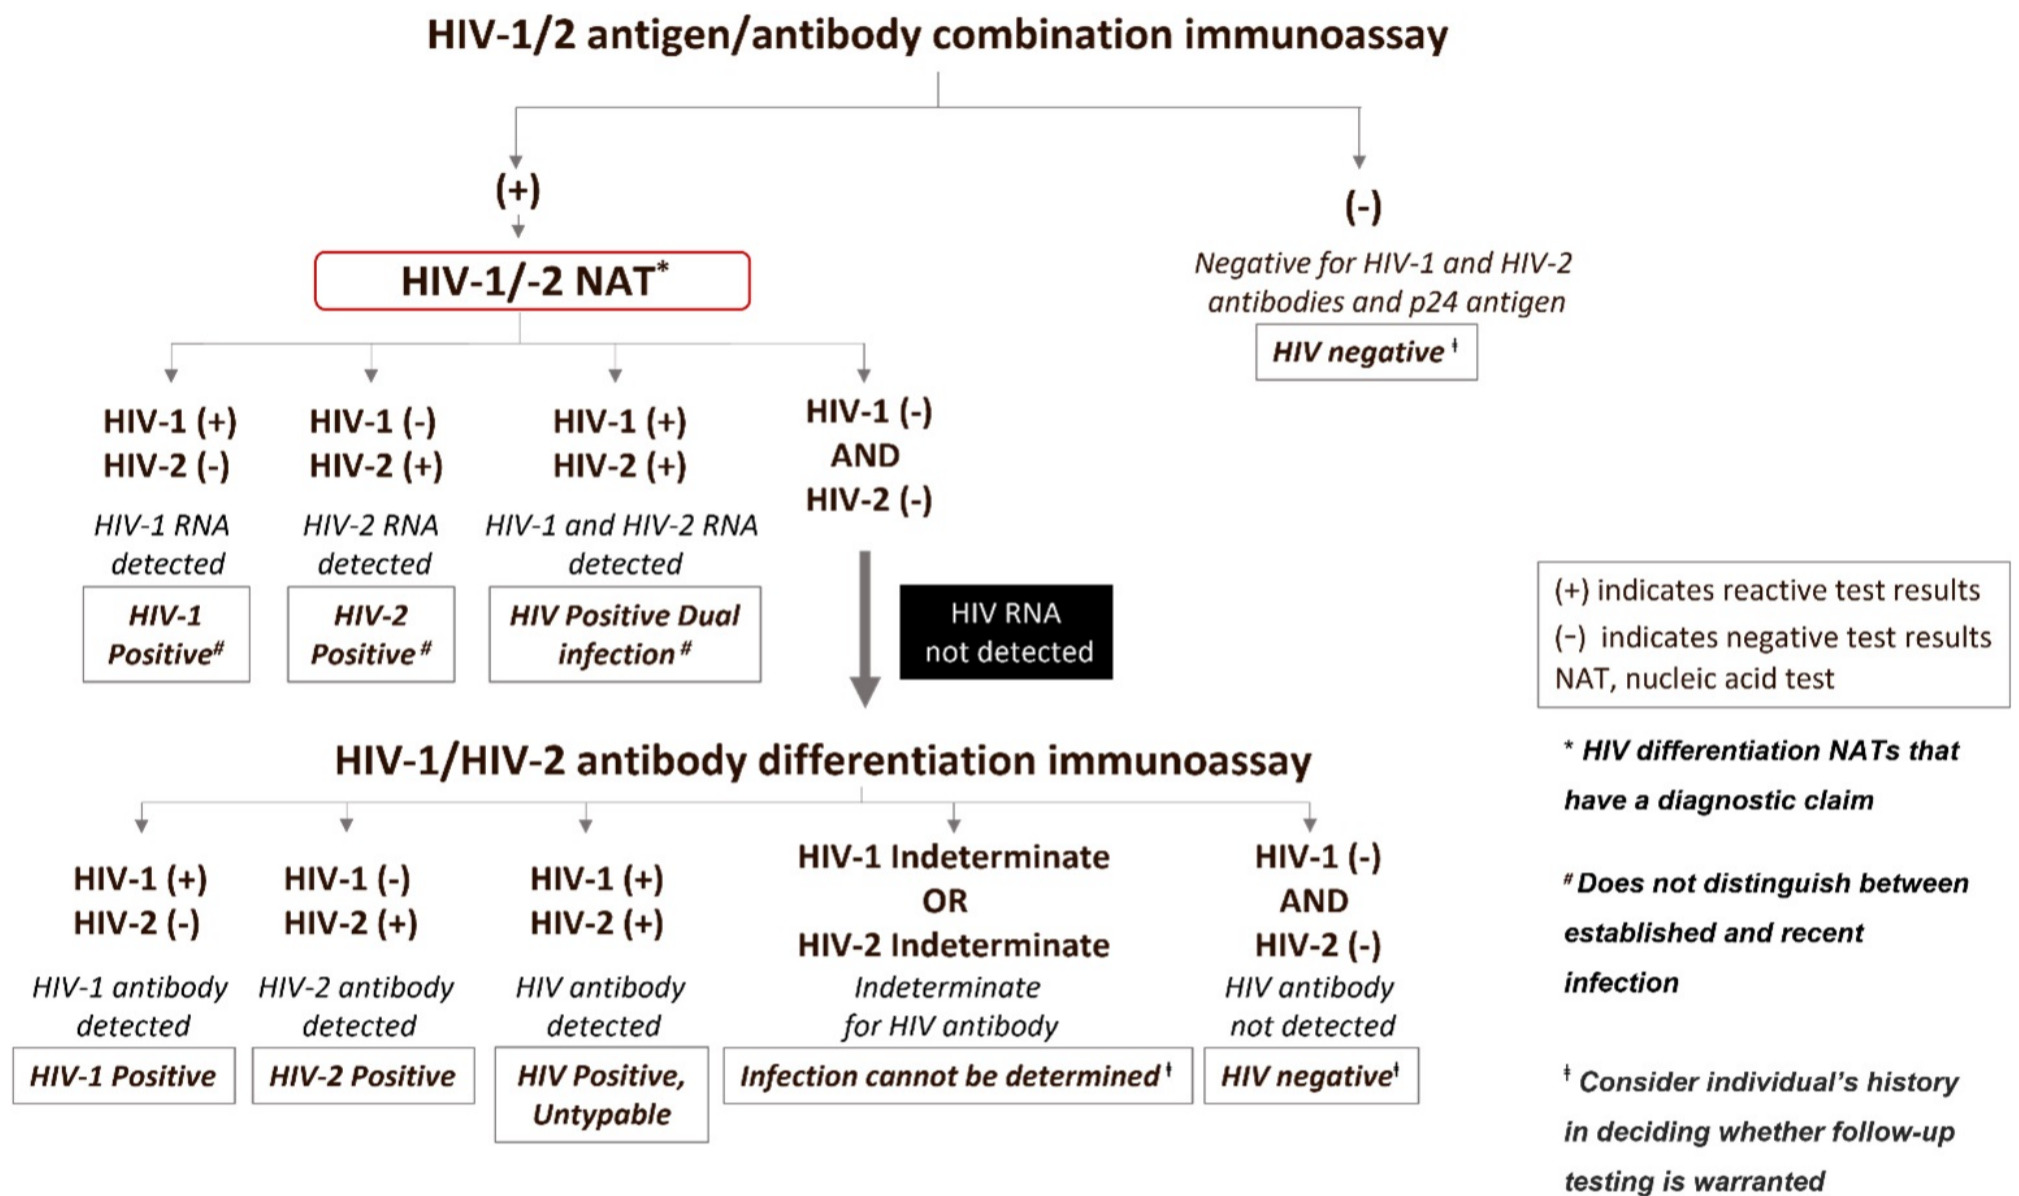 HIV-1/2 antigen/antibody combination immunoassay
(+)
(-)
HIV-1/-2 NAT*
Negative for HIV-1 and HIV-2
antibodies and p24 antigen
HIV negative ‡
HIV-1 (+)
HIV-2 (-)
HIV-1 RNA
detected
HIV-1
Positive#
HIV-1 (-)
HIV-2 (+)
HIV-2 RNA
detected
HIV-2
Positive #
HIV-1 (+)
HIV-2 (+)
HIV-1 and HIV-2 RNA
detected
HIV Positive Dual
infection #
HIV-1 (-)
AND
HIV-2 (-)
HIV RNA
not detected
HIV-1/HIV-2 antibody differentiation immunoassay
HIV-1 (+)
HIV-2 (-)
HIV-1 antibody
detected
HIV-1 Positive
HIV-1 (-)
HIV-2 (+)
HIV-2 antibody
detected
HIV-2 Positive
HIV-1 (+)
HIV-2 (+)
HIV antibody
detected
HIV Positive,
Untypable
HIV-1 Indeterminate
OR
HIV-2 Indeterminate
Indeterminate
for HIV antibody
Infection cannot be determined ‡
HIV-1 (-)
AND
HIV-2 (-)
HIV antibody
not detected
HIV negative‡
(+) indicates reactive test results
(−) indicates negative test results
NAT, nucleic acid test
* HIV differentiation NATs that
have a diagnostic claim
# Does not distinguish between
established and recent
infection
‡ Consider individual's history
in deciding whether follow-up
testing is warranted